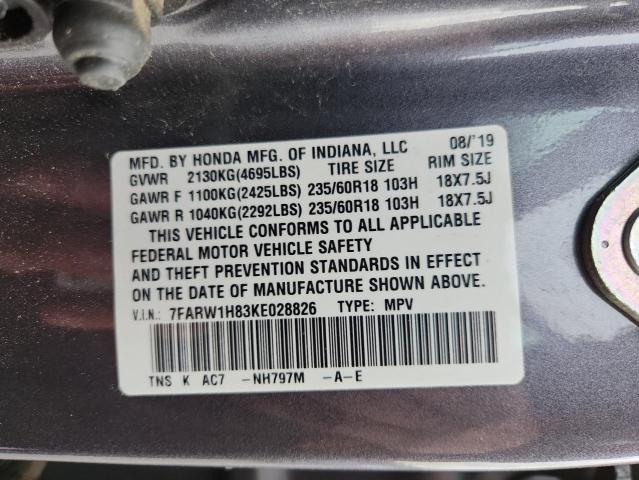 MFD. BY HONDA MFG. OF INDIANA, LLC 08/'19
GVWR 2130KG(4695LBS) TIRE SIZE RIM SIZE
GAWR F 1100KG(2425LBS) 235/60R18 103H 18X7.5J
GAWR R 1040KG(2292LBS) 235/60R18 103H 18X7.5J
THIS VEHICLE CONFORMS TO ALL APPLICABLE
FEDERAL MOTOR VEHICLE SAFETY
AND THEFT PREVENTION STANDARDS IN EFFECT
ON THE DATE OF MANUFACTURE SHOWN ABOVE.
V.I.N.: 7FARW1H83KE028826 TYPE: MPV
TNS K AC7 -NH797M -A-E